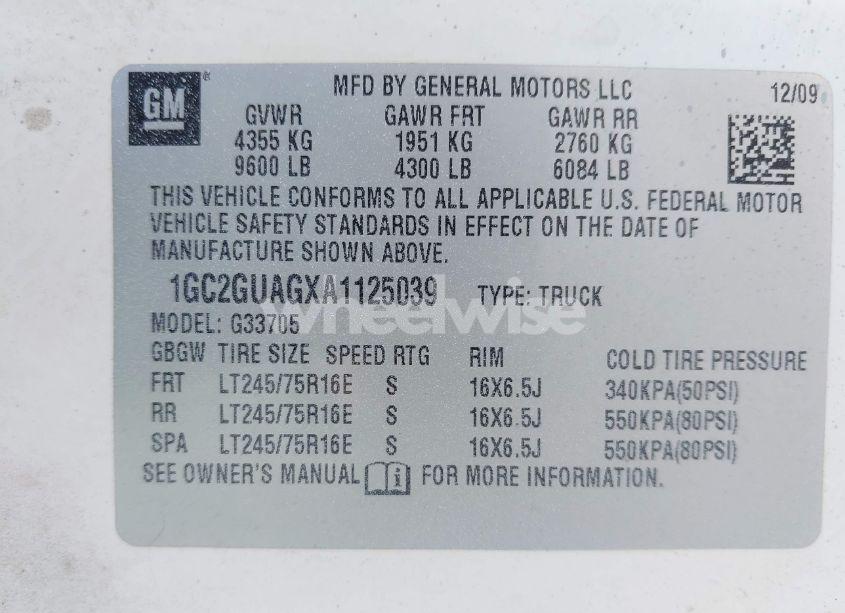 GM
MFD BY GENERAL MOTORS LLC 12/09
GVWR GAWR FRT GAWR RR
4355 KG 1951 KG 2760 KG
9600 LB 4300 LB 6084 LB
THIS VEHICLE CONFORMS TO ALL APPLICABLE U.S. FEDERAL MOTOR
VEHICLE SAFETY STANDARDS IN EFFECT ON THE DATE OF
MANUFACTURE SHOWN ABOVE.
1GC2GUAGXA1125039 TYPE: TRUCK
wheelwise
MODEL: G33705
GBGW TIRE SIZE SPEED RTG RIM COLD TIRE PRESSURE
FRT LT245/75R16E S 16X6.5J 340KPA(50PSI)
RR LT245/75R16E S 16X6.5J 550KPA(80PSI)
SPA LT245/75R16E S 16X6.5J 550KPA(80PSI)
SEE OWNER'S MANUAL i FOR MORE INFORMATION.